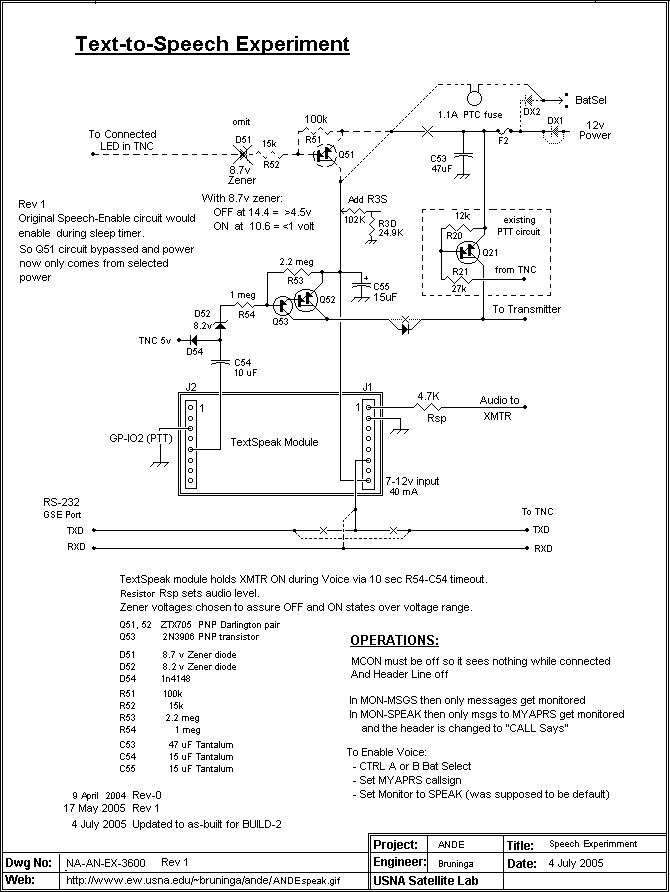 Text-to-Speech Experiment
BatSel
1.1A PTC fuse
DX2
DX1
12v
Power
F2
omit
100k
R51
To Connected
LED in TNC
D51
15k
R52
Q51
8.7v
Zener
C53
47uF
Rev 1
Original Speech-Enable circuit would
enable during sleep timer.
So Q51 circuit bypassed and power
now only comes from selected
power
With 8.7v zener:
OFF at 14.4 = >4.5v
ON at 10.6 = <1 volt
Add R3S
102K
R3D
24.9K
12k
R20
existing
PTT circuit
Q21
R21
27k
from TNC
2.2 meg
R53
1 meg
R54
Q52
Q53
+
C55
15uF
To Transmitter
D52
8.2v
TNC 5v
D54
C54
10 uF
J2
J1
1
1
4.7K
Rsp
Audio to
XMTR
GP-IO2 (PTT)
TextSpeak Module
7-12v input
40 mA
RS-232
GSE Port
To TNC
TXD
TXD
RXD
RXD
TextSpeak module holds XMTR ON during Voice via 10 sec R54-C54 timeout.
Resistor Rsp sets audio level.
Zener voltages chosen to assure OFF and ON states over voltage range.
Q51, 52 ZTX705 PNP Darlington pair
Q53 2N3906 PNP transistor
D51 8.7 v Zener diode
D52 8.2 v Zener diode
D54 1n4148
R51 100k
R52 15k
R53 2.2 meg
R54 1 meg
C53 47 uF Tantalum
C54 15 uF Tantalum
C55 15 uF Tantalum
OPERATIONS:
MCON must be off so it sees nothing while connected
And Header Line off
In MON-MSGS then only messages get monitored
In MON-SPEAK then only msgs to MYAPRS get monitored
and the header is changed to "CALL Says"
To Enable Voice:
- CTRL A or B Bat Select
- Set MYAPRS callsign
- Set Monitor to SPEAK (was supposed to be default)
9 April 2004 Rev-0
17 May 2005 Rev 1
4 July 2005 Updated to as-built for BUILD-2
Project: ANDE
Title: Speech Experimment
Dwg No: NA-AN-EX-3600 Rev 1
Engineer: Bruninga
Date: 4 July 2005
Web: http://www.ew.usna.edu/~bruninga/ande/ANDEspeak.gif
USNA Satellite Lab